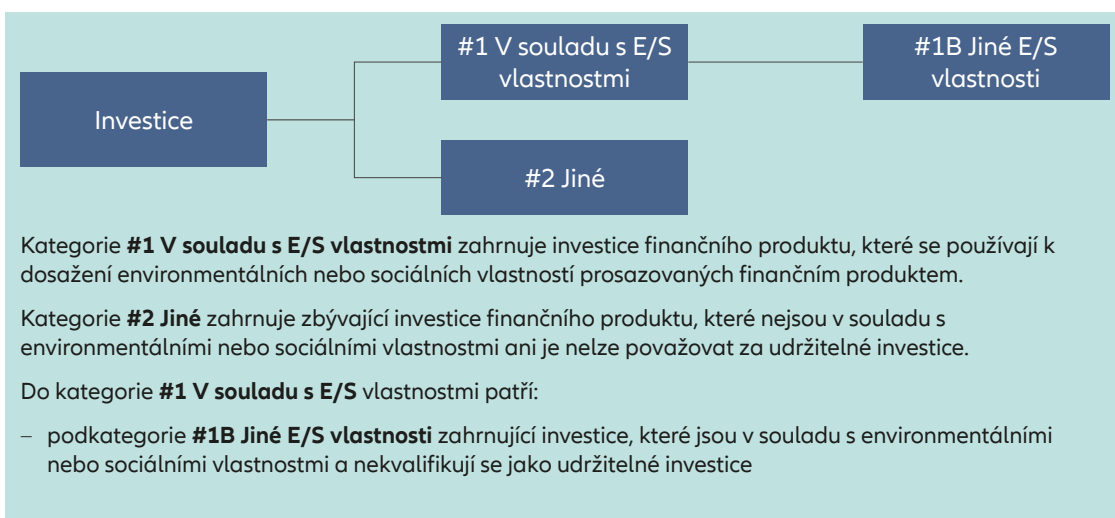 #1 V souladu s E/S
vlastnostmi
#1B Jiné E/S
vlastnosti
Investice
#2 Jiné
Kategorie #1 V souladu s E/S vlastnostmi zahrnuje investice finančního produktu, které se používají k
dosažení environmentálních nebo sociálních vlastností prosazovaných finančním produktem.
Kategorie #2 Jiné zahrnuje zbývající investice finančního produktu, které nejsou v souladu s
environmentálními nebo sociálními vlastnostmi ani je nelze považovat za udržitelné investice.
Do kategorie #1 V souladu s E/S vlastnostmi patří:
– podkategorie #1B Jiné E/S vlastnosti zahrnující investice, které jsou v souladu s environmentálními
nebo sociálními vlastnostmi a nekvalifikují se jako udržitelné investice